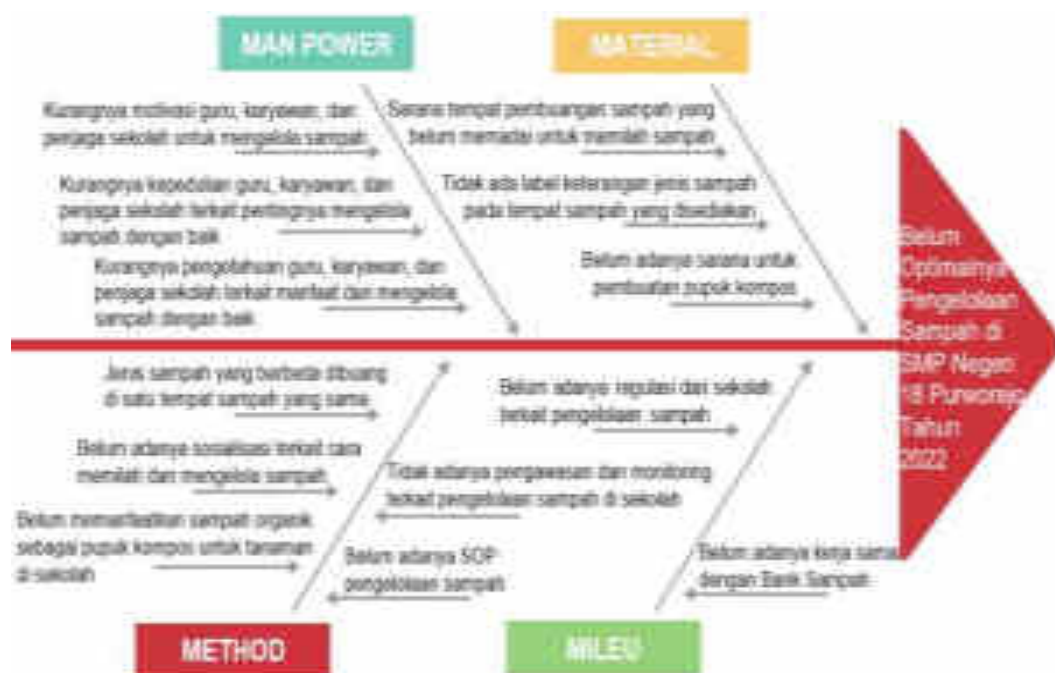 MAN POWER
MATERIAL
Kurangnya motivasi guru, karyawan, dan
penjaga sekolah untuk mengelola sampah
Kurangnya kepedulian guru, karyawan, dan
penjaga sekolah terkait pentingnya mengelola
sampah dengan baik
Kurangnya pengetahuan guru, karyawan, dan
penjaga sekolah terkait manfaat dan mengelola
sampah dengan baik
Sarana tempat pembuangan sampah yang
belum memadai untuk memilah sampah
Tidak ada label keterangan jenis sampah
pada tempat sampah yang disediakan
Belum adanya sarana untuk
pembuatan pupuk kompos
Belum
Optimalnya
Pengelolaan
Sampah di
SMP Negeri
18 Purworejo
Tahun
2022
Jenis sampah yang berbeda dibuang
di satu tempat sampah yang sama
Belum adanya sosialisasi terkait cara
memilah dan mengelola sampah
Belum memanfaatkan sampah organik
sebagai pupuk kompos untuk tanaman
di sekolah
Belum adanya SOP
pengelolaan sampah
Belum adanya regulasi dari sekolah
terkait pengelolaan sampah
Tidak adanya pengawasan dan monitoring
terkait pengelolaan sampah di sekolah
Belum adanya kerja sama
dengan Bank Sampah
METHOD
MILEU